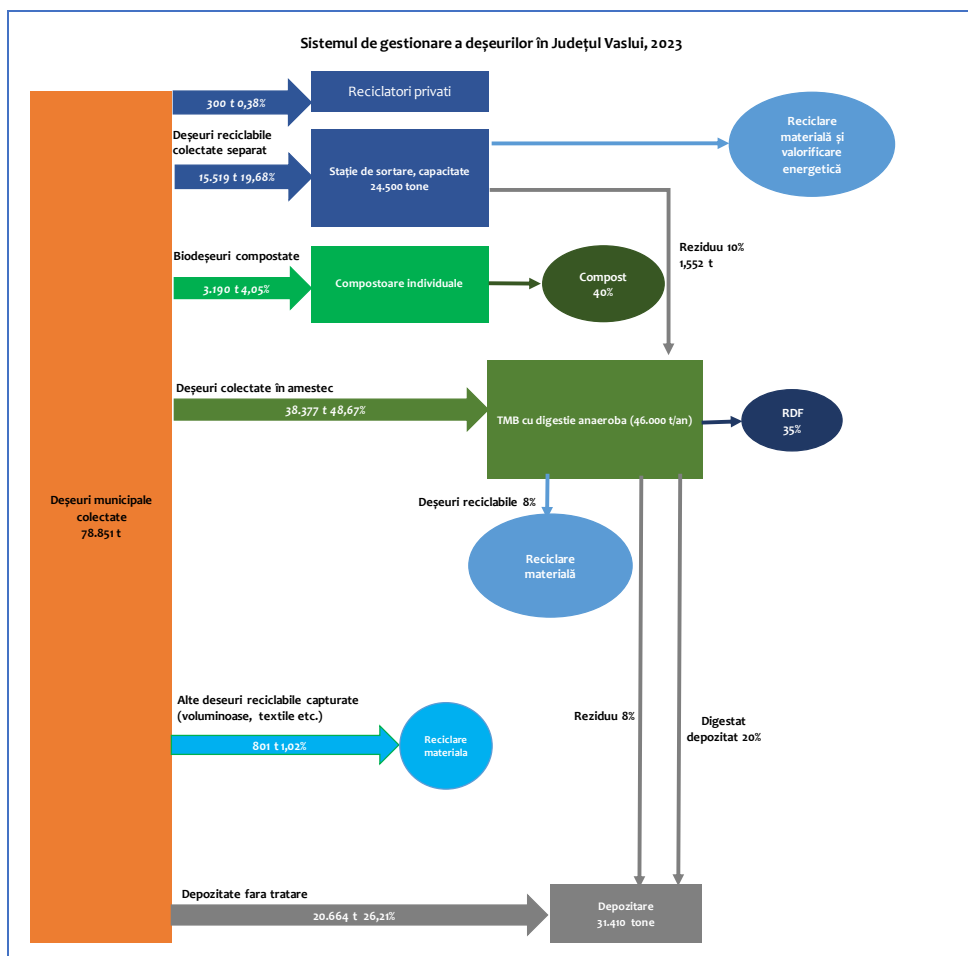 Sistemul de gestionare a deșeurilor în Județul Vaslui, 2023
300 t 0,38%
Reciclatori privati
Deșeuri reciclabile
colectate separat
15.519 t 19,68%
Stație de sortare, capacitate
24.500 tone
Reciclare
materială și
valorificare
energetică
Reziduu 10%
1,552 t
Biodeșeuri compostate
3.190 t 4,05%
Compostoare individuale
Compost
40%
Deșeuri colectate în amestec
38.377 t 48,67%
TMB cu digestie anaeroba (46.000 t/an)
RDF
35%
Deșeuri municipale
colectate
78.851 t
Deșeuri reciclabile 8%
Reciclare
materială
Alte deseuri reciclabile capturate
(voluminoase, textile etc.)
801 t 1,02%
Reciclare
materiala
Reziduu 8%
Digestat
depozitat 20%
Depozitate fara tratare
20.664 t 26,21%
Depozitare
31.410 tone